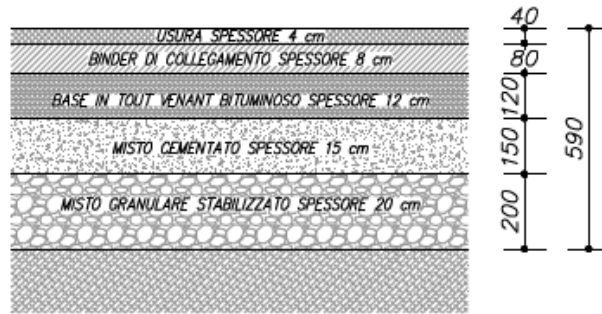 40
USURA SPESSORE 4 cm
BINDER DI COLLEGAMENTO SPESSORE 8 cm
80
BASE IN TOUT VENANT BITUMINOSO SPESSORE 12 cm
120
MISTO CEMENTATO SPESSORE 15 cm
150
590
MISTO GRANULARE STABILIZZATO SPESSORE 20 cm
200